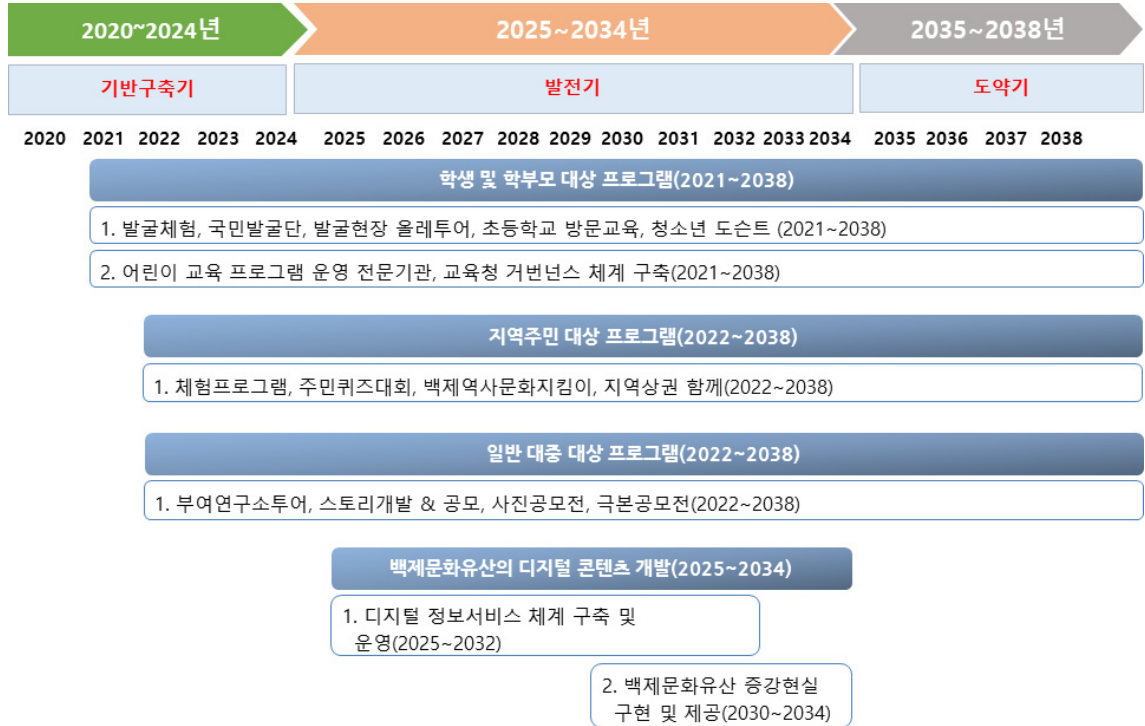 2020~2024년
2025~2034년
2035~2038년
기반구축기
발전기
도약기
2020 2021 2022 2023 2024 2025 2026 2027 2028 2029 2030 2031 2032 2033 2034 2035 2036 2037 2038
학생 및 학부모 대상 프로그램(2021~2038)
1. 발굴체험, 국민발굴단, 발굴현장 올레투어, 초등학교 방문교육, 청소년 도슨트 (2021~2038)
2. 어린이 교육 프로그램 운영 전문기관, 교육청 거번넌스 체계 구축(2021~2038)
지역주민 대상 프로그램(2022~2038)
1. 체험프로그램, 주민퀴즈대회, 백제역사문화지킴이, 지역상권 함께(2022~2038)
일반 대중 대상 프로그램(2022~2038)
1. 부여연구소투어, 스토리개발 & 공모, 사진공모전, 극본공모전(2022~2038)
백제문화유산의 디지털 콘텐츠 개발(2025~2034)
1. 디지털 정보서비스 체계 구축 및
운영(2025~2032)
2. 백제문화유산 증강현실
구현 및 제공(2030~2034)